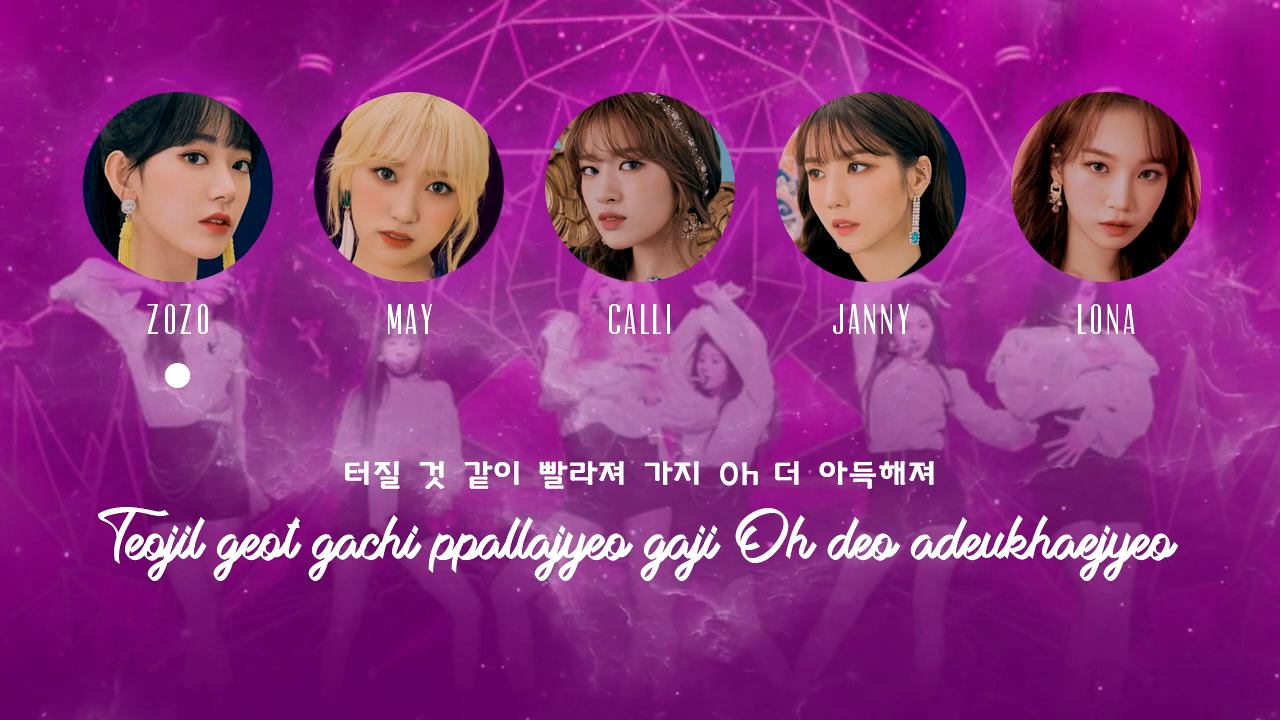 ZOZO MAY CALLI JANNY LONA
터질 것 같이 빨라져 가지 Oh 더 아득해져
Teojil geot gachi ppallajyeo gaji Oh deo adeukhaejyeo